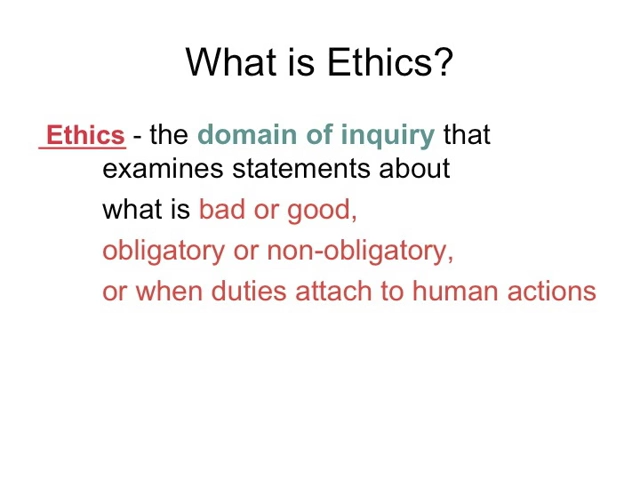 What is Ethics?
Ethics - the domain of inquiry that
examines statements about
what is bad or good,
obligatory or non-obligatory,
or when duties attach to human actions